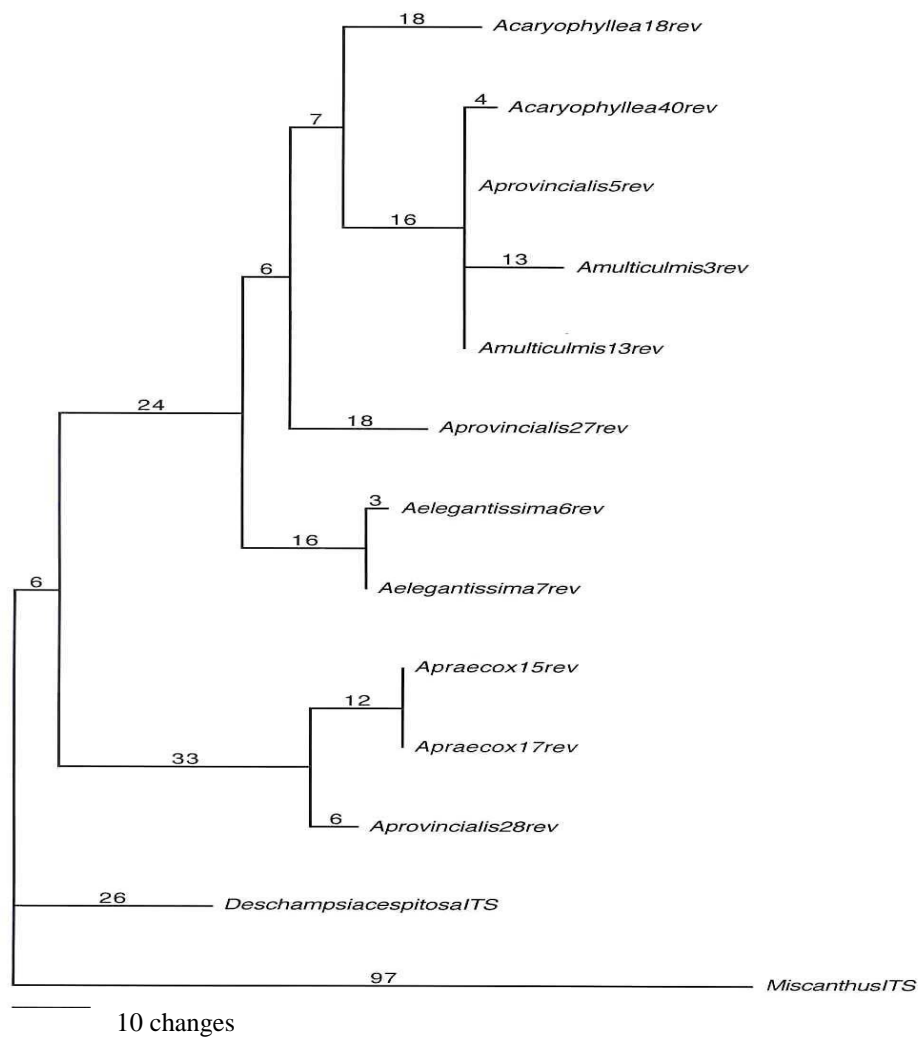 18
Acaryophyllea18rev
4
Acaryophyllea40rev
7
Aprovincialis5rev
16
13
Amulticulmis3rev
6
Amulticulmis13rev
24
18
Aprovincialis27rev
3
Aelegantissima6rev
16
6
Aelegantissima7rev
Apraecox15rev
12
Apraecox17rev
33
6
Aprovincialis28rev
26
DeschampsiacespitosaITS
97
MiscanthusITS
10 changes